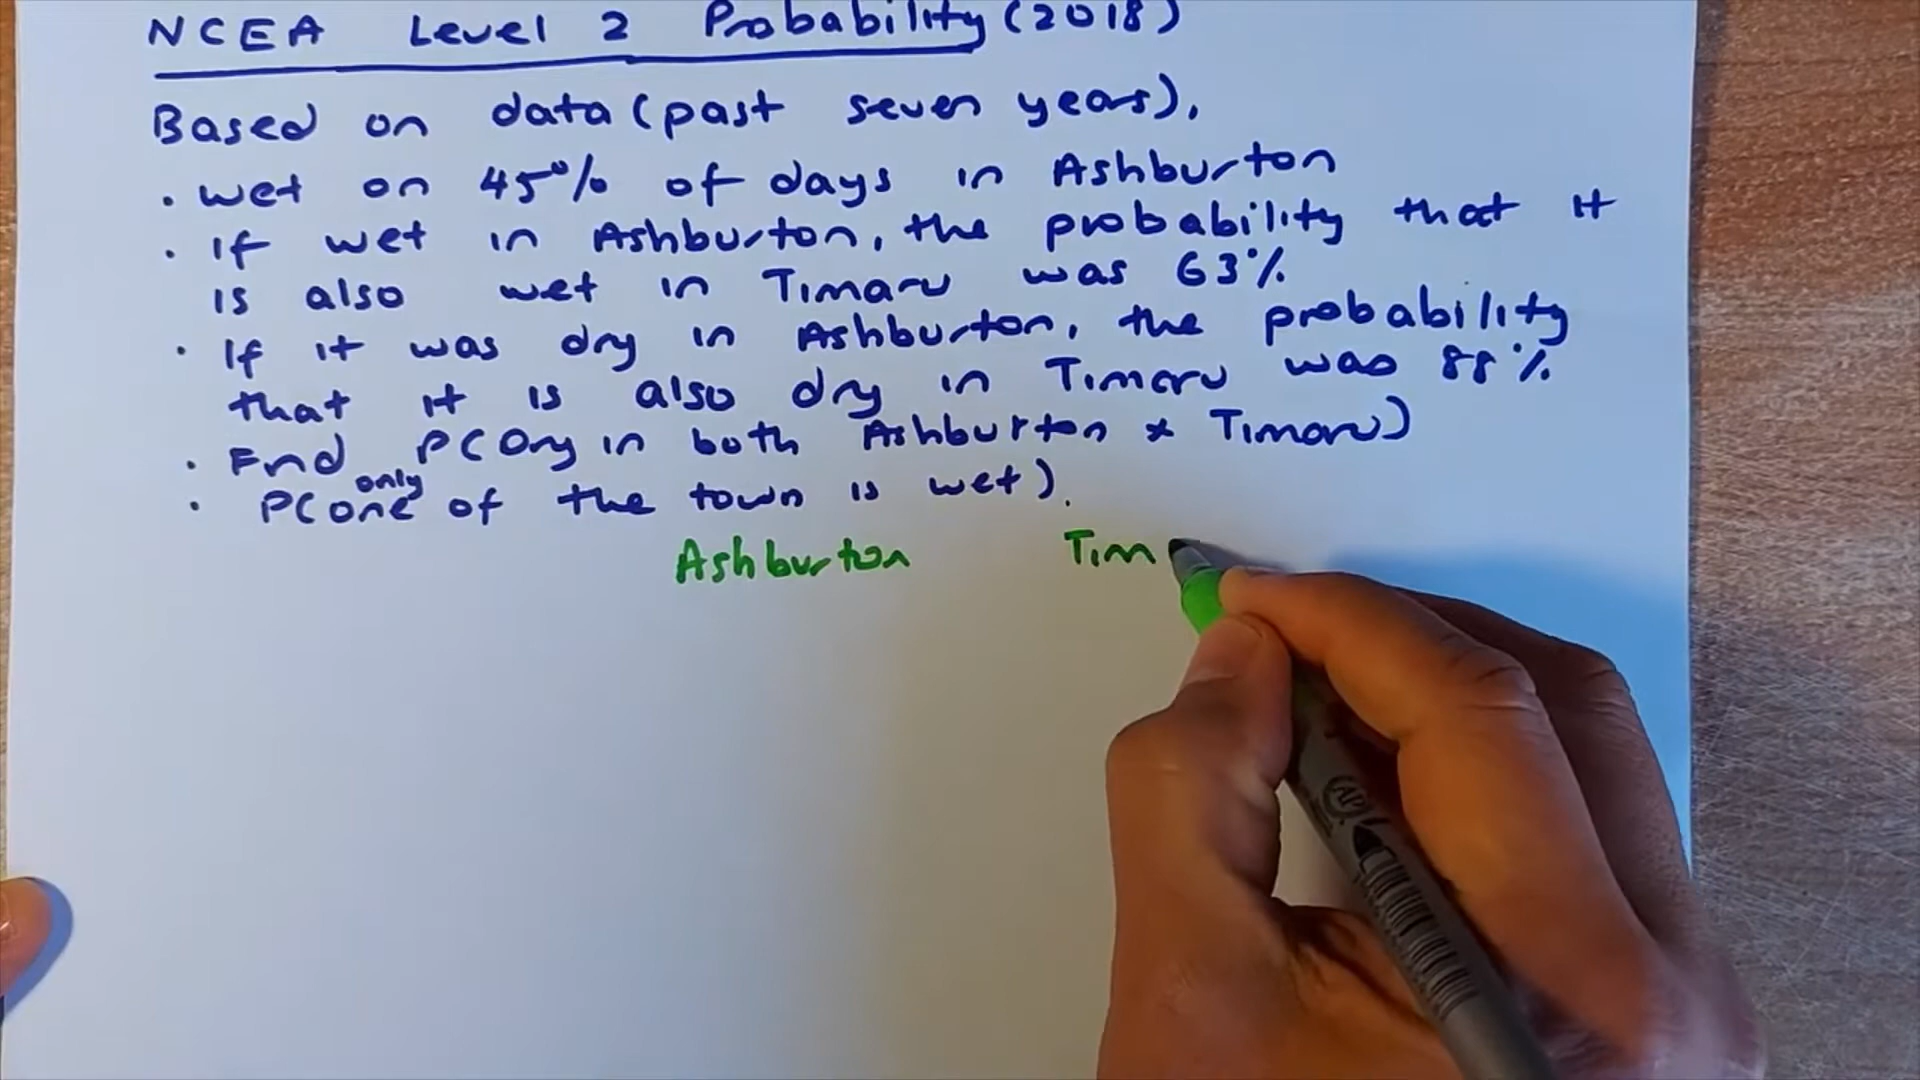 NCEA Level 2 Probability (2018)
Based on data (past seven years),
• wet on 45% of days in Ashburton
• If wet in Ashburton, the probability that it
is also wet in Timaru was 63%
• If it was dry in Ashburton, the probability
that it is also dry in Timaru was 88%
• Find P(Dry in both Ashburton & Timaru)
• P(only one of the town is wet).
Ashburton Tim